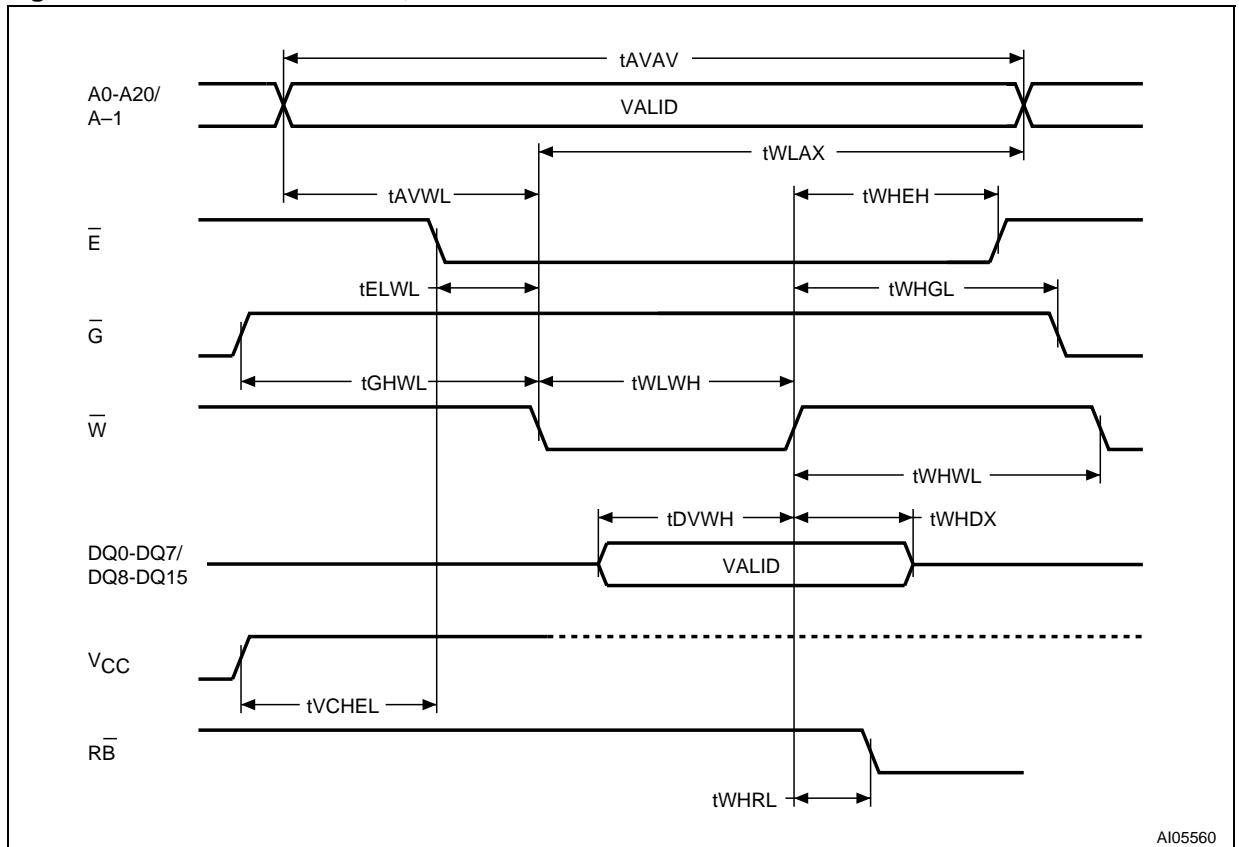 tAVAV
A0-A20/
A–1
VALID
tWLAX
tAVWL
tWHEH
E̅
tELWL
tWHGL
G̅
tGHWL
tWLWH
W̅
tWHWL
tDVWH
tWHDX
DQ0-DQ7/
DQ8-DQ15
VALID
VCC
tVCHEL
RB̅
tWHRL
AI05560